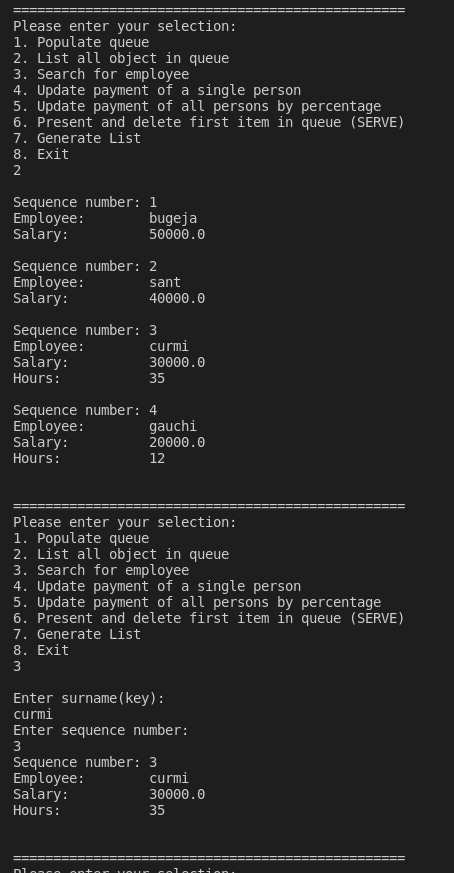 =================================================
Please enter your selection:
1. Populate queue
2. List all object in queue
3. Search for employee
4. Update payment of a single person
5. Update payment of all persons by percentage
6. Present and delete first item in queue (SERVE)
7. Generate List
8. Exit
2
Sequence number: 1
Employee: bugeja
Salary: 50000.0
Sequence number: 2
Employee: sant
Salary: 40000.0
Sequence number: 3
Employee: curmi
Salary: 30000.0
Hours: 35
Sequence number: 4
Employee: gauchi
Salary: 20000.0
Hours: 12
=================================================
Please enter your selection:
1. Populate queue
2. List all object in queue
3. Search for employee
4. Update payment of a single person
5. Update payment of all persons by percentage
6. Present and delete first item in queue (SERVE)
7. Generate List
8. Exit
3
Enter surname(key):
curmi
Enter sequence number:
3
Sequence number: 3
Employee: curmi
Salary: 30000.0
Hours: 35
=================================================
Please enter your selection: